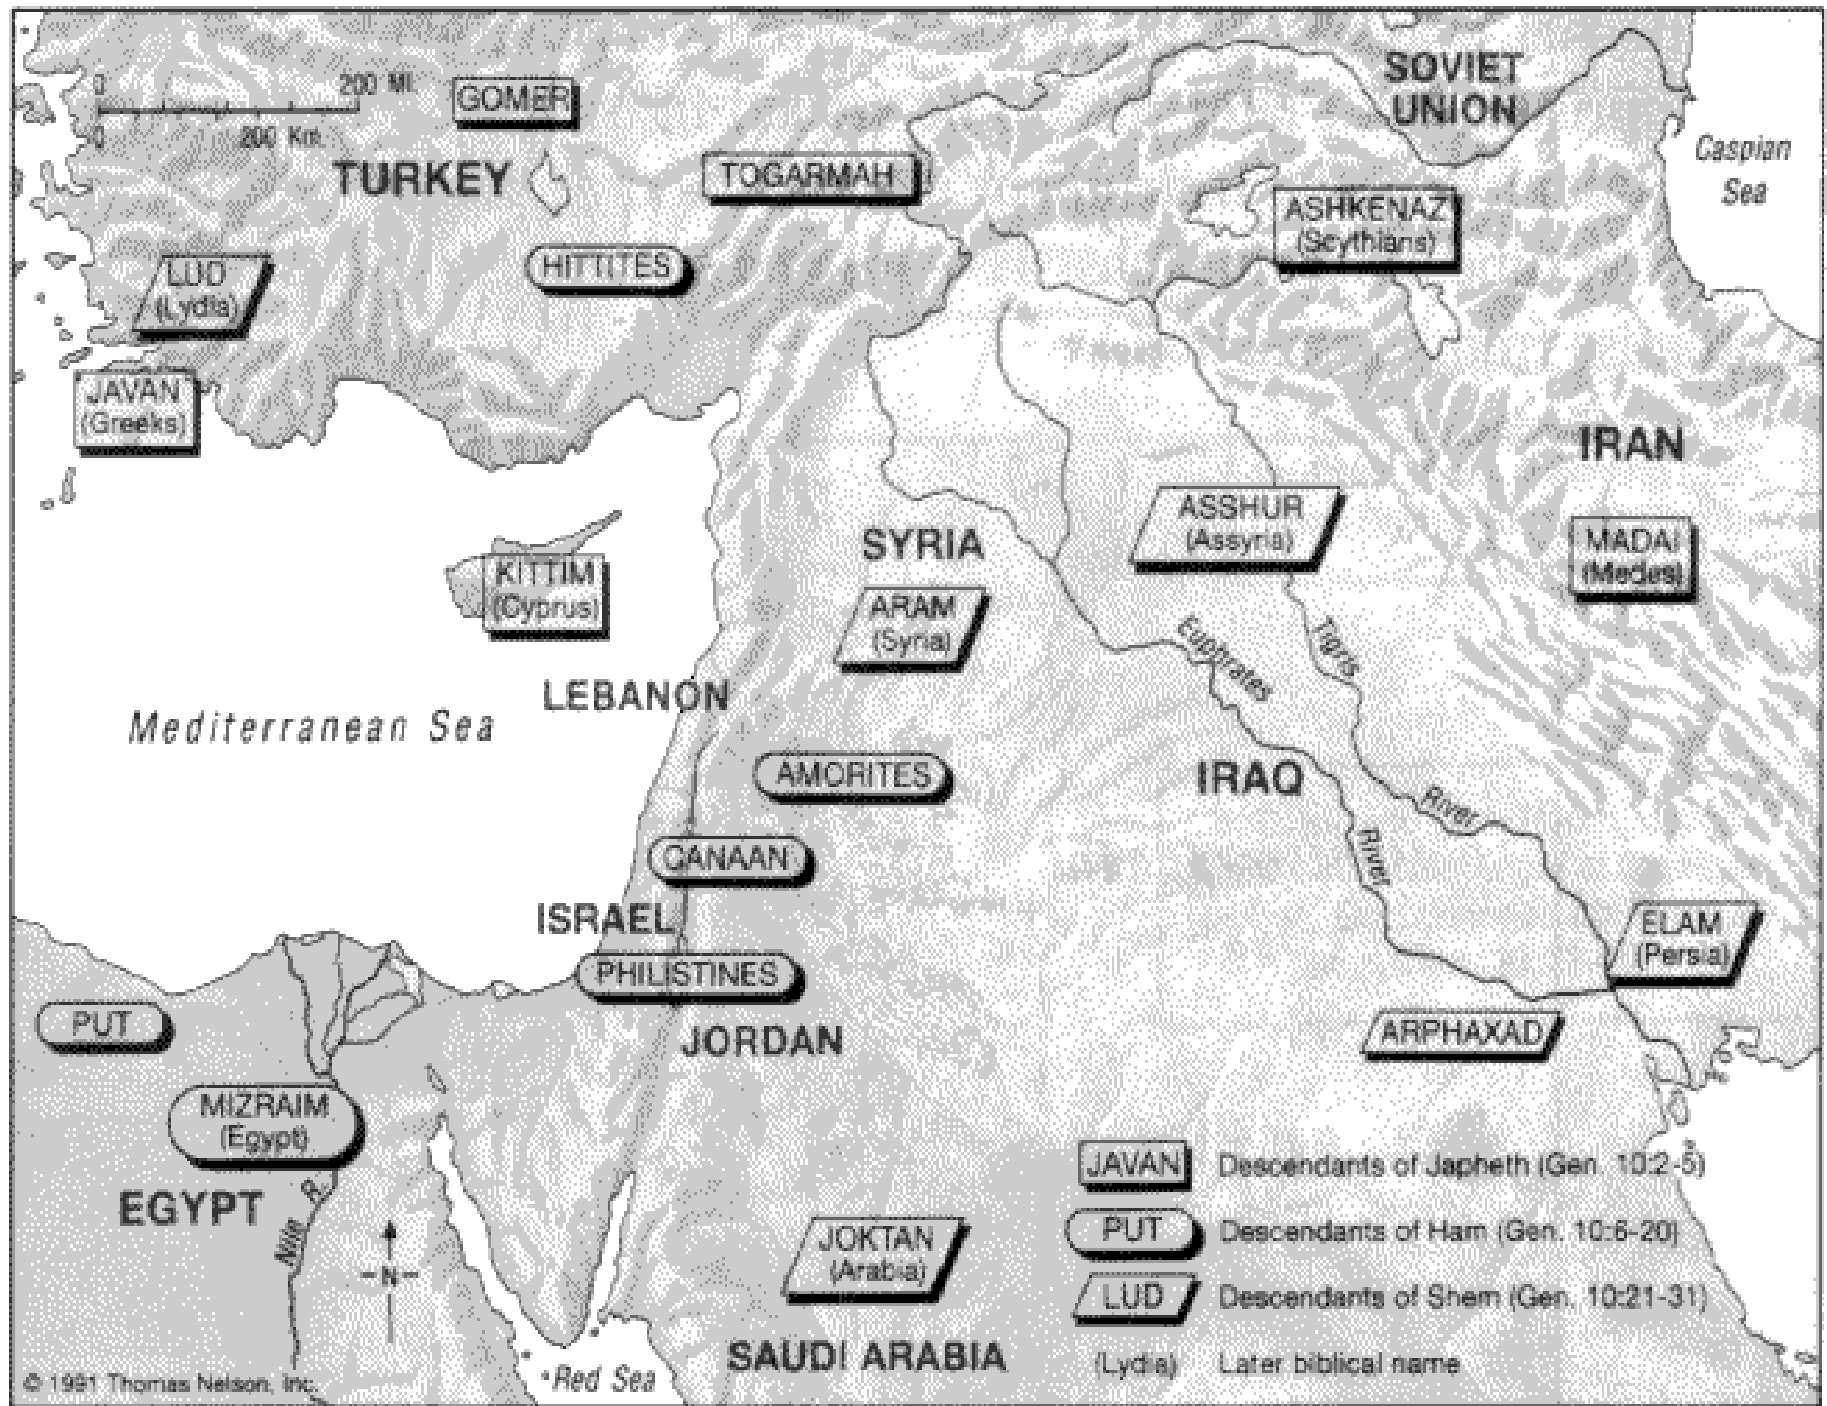 0
200 MI.
0
200 Km.
GOMER
SOVIET
UNION
TURKEY
TOGARMAH
Caspian
Sea
ASHKENAZ
(Scythians)
LUD
(Lydia)
HITTITES
JAVAN
(Greeks)
IRAN
SYRIA
ASSHUR
(Assyria)
MADAI
(Medes)
KITTIM
(Cyprus)
ARAM
(Syria)
Euphrates
Tigris
LEBANON
Mediterranean Sea
AMORITES
IRAQ
River
River
CANAAN
ISRAEL
ELAM
(Persia)
PHILISTINES
PUT
JORDAN
ARPHAXAD
MIZRAIM
(Egypt)
EGYPT
Nile R.
N
JOKTAN
(Arabia)
SAUDI ARABIA
Red Sea
JAVAN Descendants of Japheth (Gen. 10:2-5)
PUT Descendants of Ham (Gen. 10:6-20)
LUD Descendants of Shem (Gen. 10:21-31)
(Lydia) Later biblical name
© 1991 Thomas Nelson, Inc.